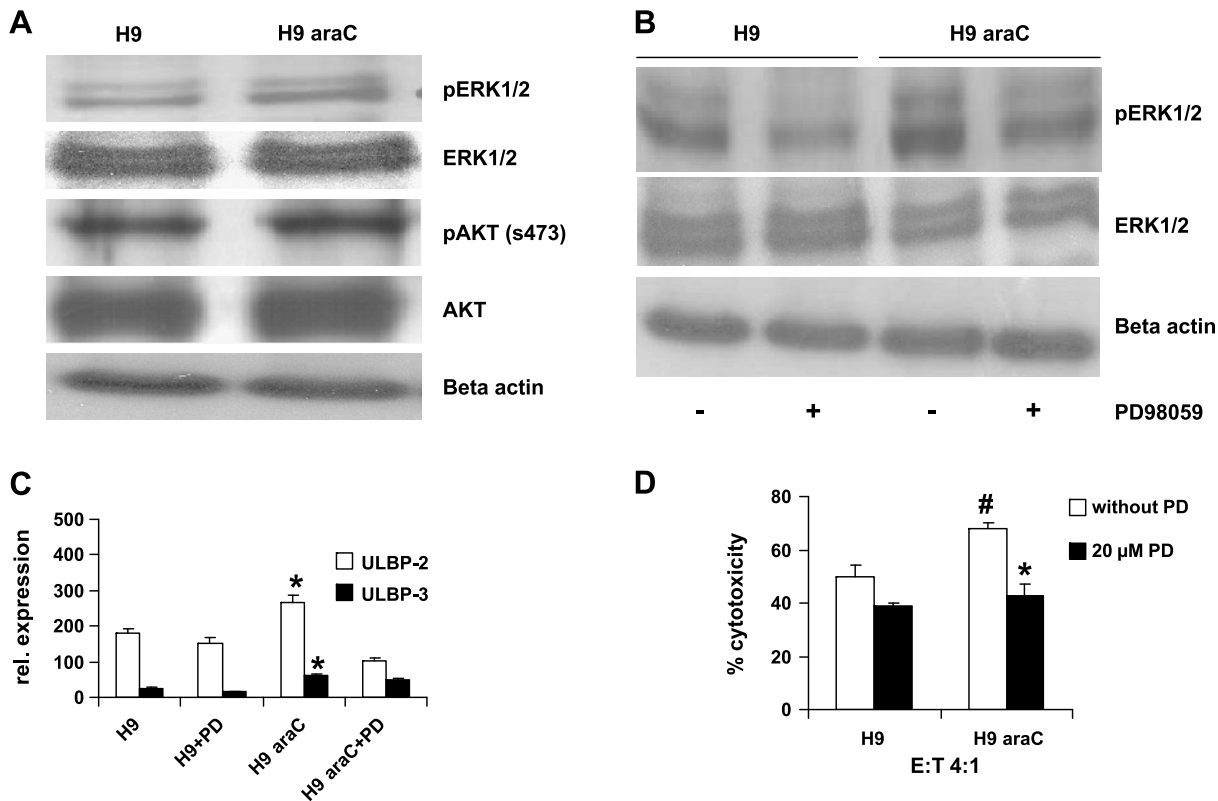 A
H9 H9 araC
pERK1/2
ERK1/2
pAKT (s473)
AKT
Beta actin
B
H9 H9 araC
pERK1/2
ERK1/2
Beta actin
- + - + PD98059
C
rel. expression
500
400
300
200
100
0
* *
ULBP-2
ULBP-3
H9 H9+PD H9 araC H9 araC+PD
D
% cytotoxicity
80
60
40
20
0
# *
without PD
20 µM PD
H9 H9 araC
E:T 4:1